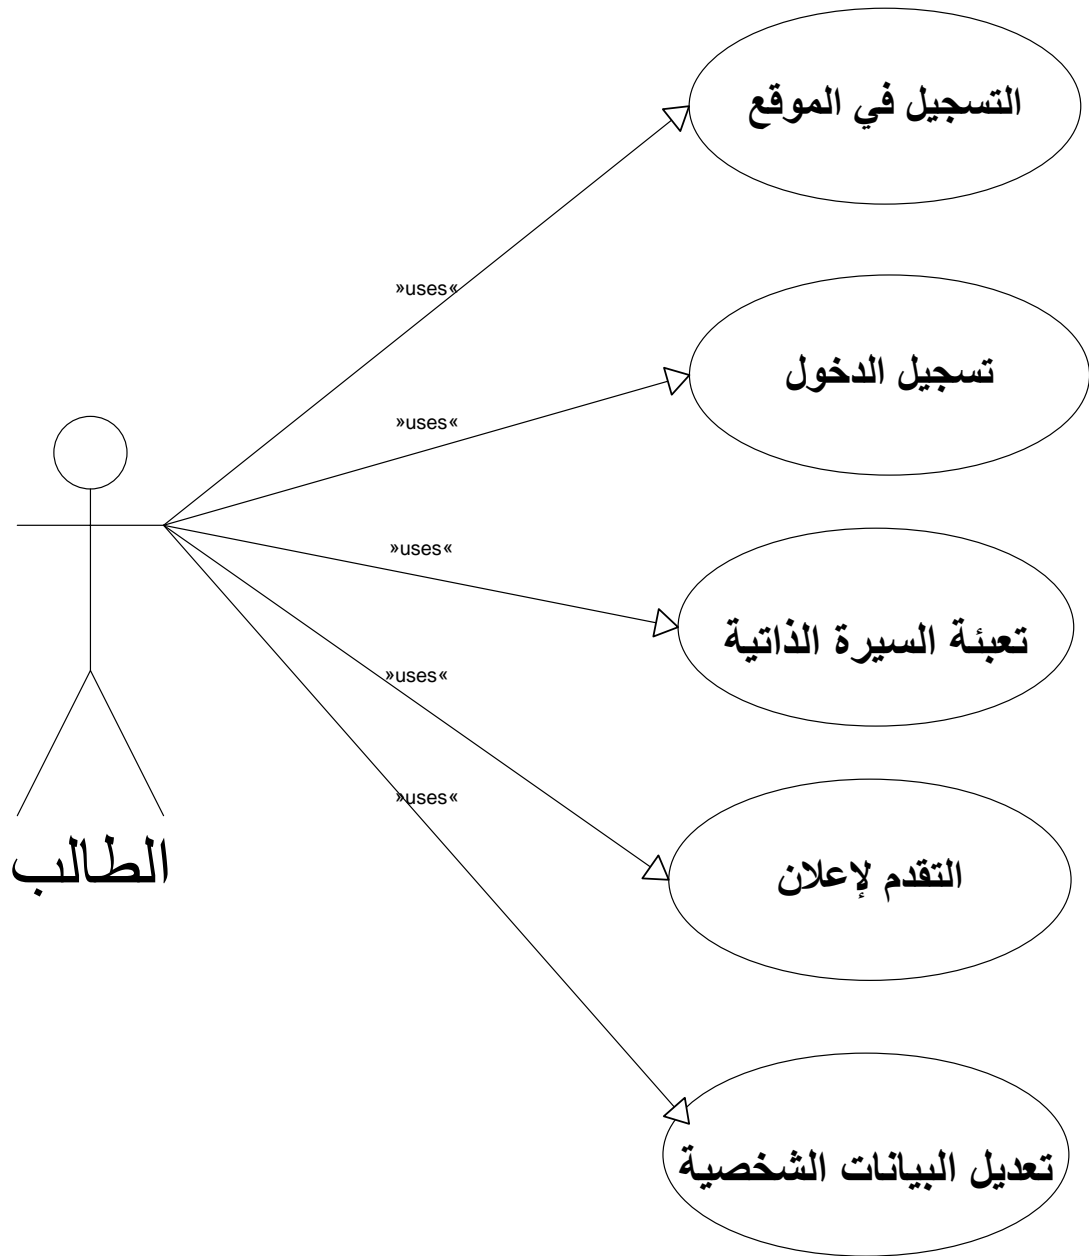 التسجيل في الموقع
»uses«
تسجيل الدخول
»uses«
»uses«
تعبئة السيرة الذاتية
»uses«
»uses«
التقدم لإعلان
الطالب
تعديل البيانات الشخصية